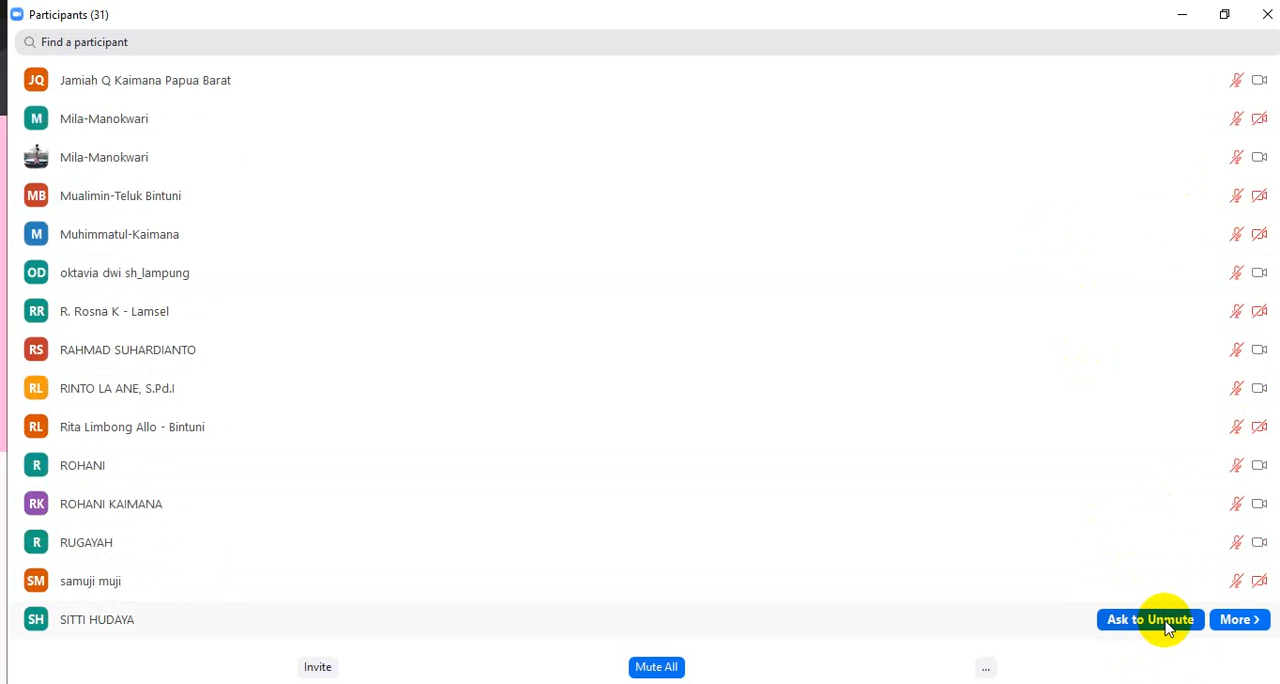 Participants (31)
Find a participant
JQ Jamiah Q Kaimana Papua Barat
M Mila-Manokwari
Mila-Manokwari
MB Mualimin-Teluk Bintuni
M Muhimmatul-Kaimana
OD oktavia dwi sh_lampung
RR R. Rosna K - Lamsel
RS RAHMAD SUHARDIANTO
RL RINTO LA ANE, S.Pd.I
RL Rita Limbong Allo - Bintuni
R ROHANI
RK ROHANI KAIMANA
R RUGAYAH
SM samuji muji
SH SITTI HUDAYA Ask to Unmute More >
Invite Mute All ...